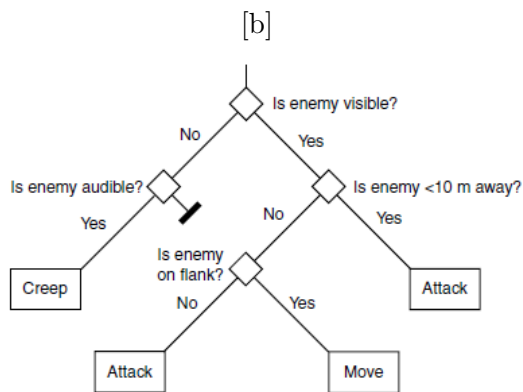 [b]
Is enemy visible?
No
Yes
Is enemy audible?
Is enemy <10 m away?
Yes
No
Yes
Is enemy
on flank?
Creep
No
Yes
Attack
Attack
Move